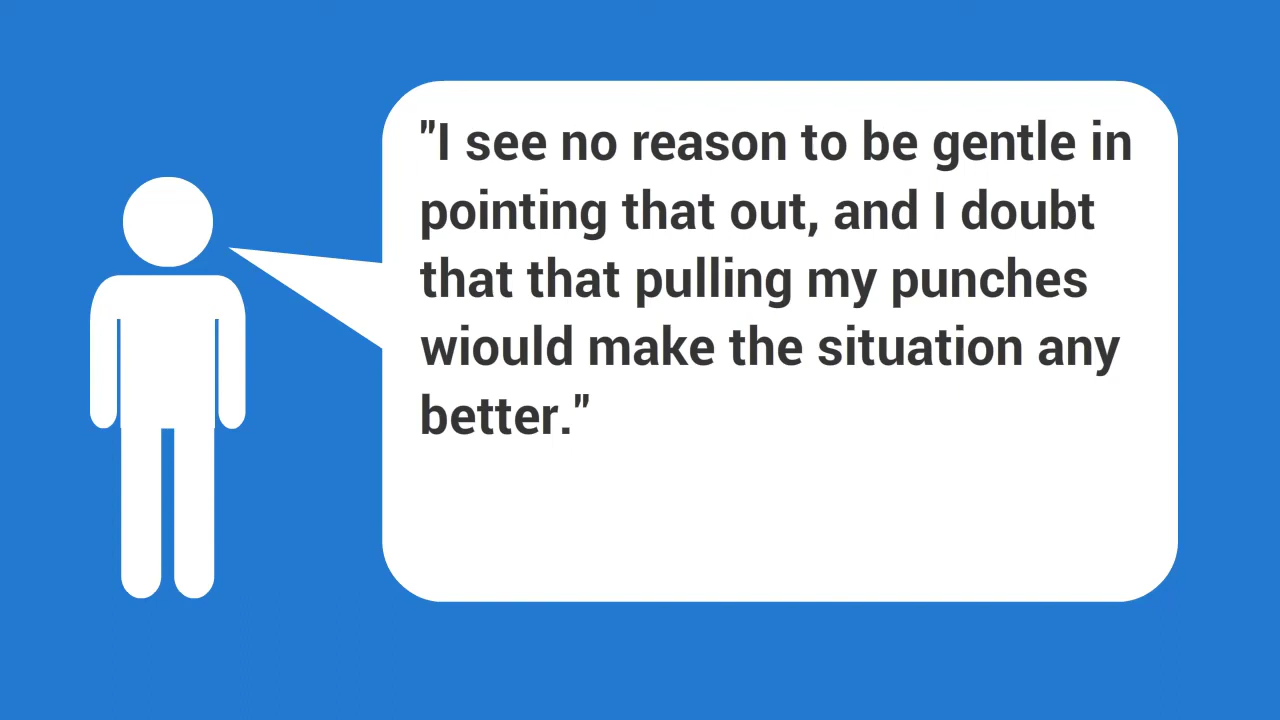 "I see no reason to be gentle in
pointing that out, and I doubt
that that pulling my punches
wiould make the situation any
better."